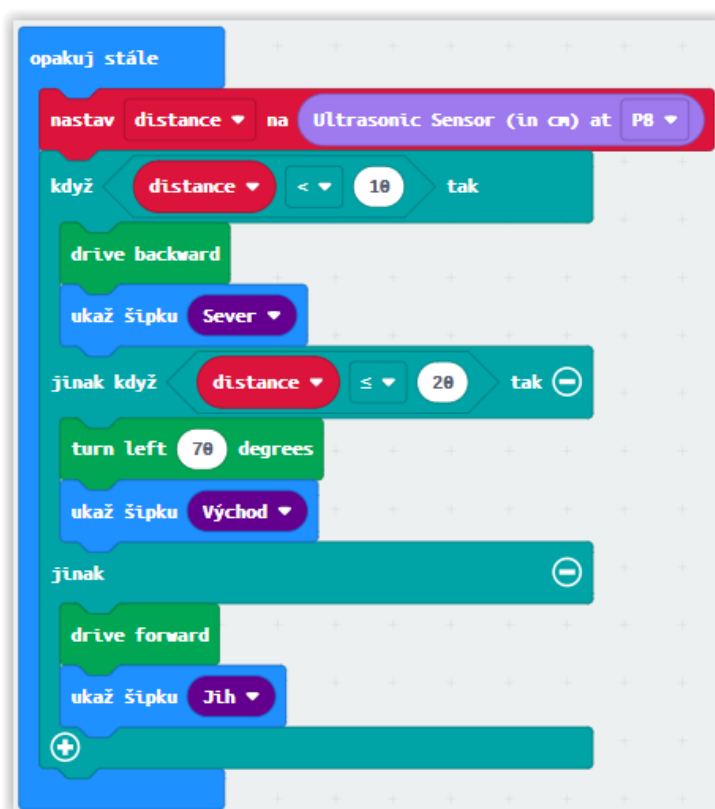 opakuj stále
nastav distance na Ultrasonic Sensor (in cm) at P8
když distance < 10 tak
drive backward
ukaž šipku Sever
jinak když distance ≤ 20 tak
turn left 70 degrees
ukaž šipku Východ
jinak
drive forward
ukaž šipku Jih